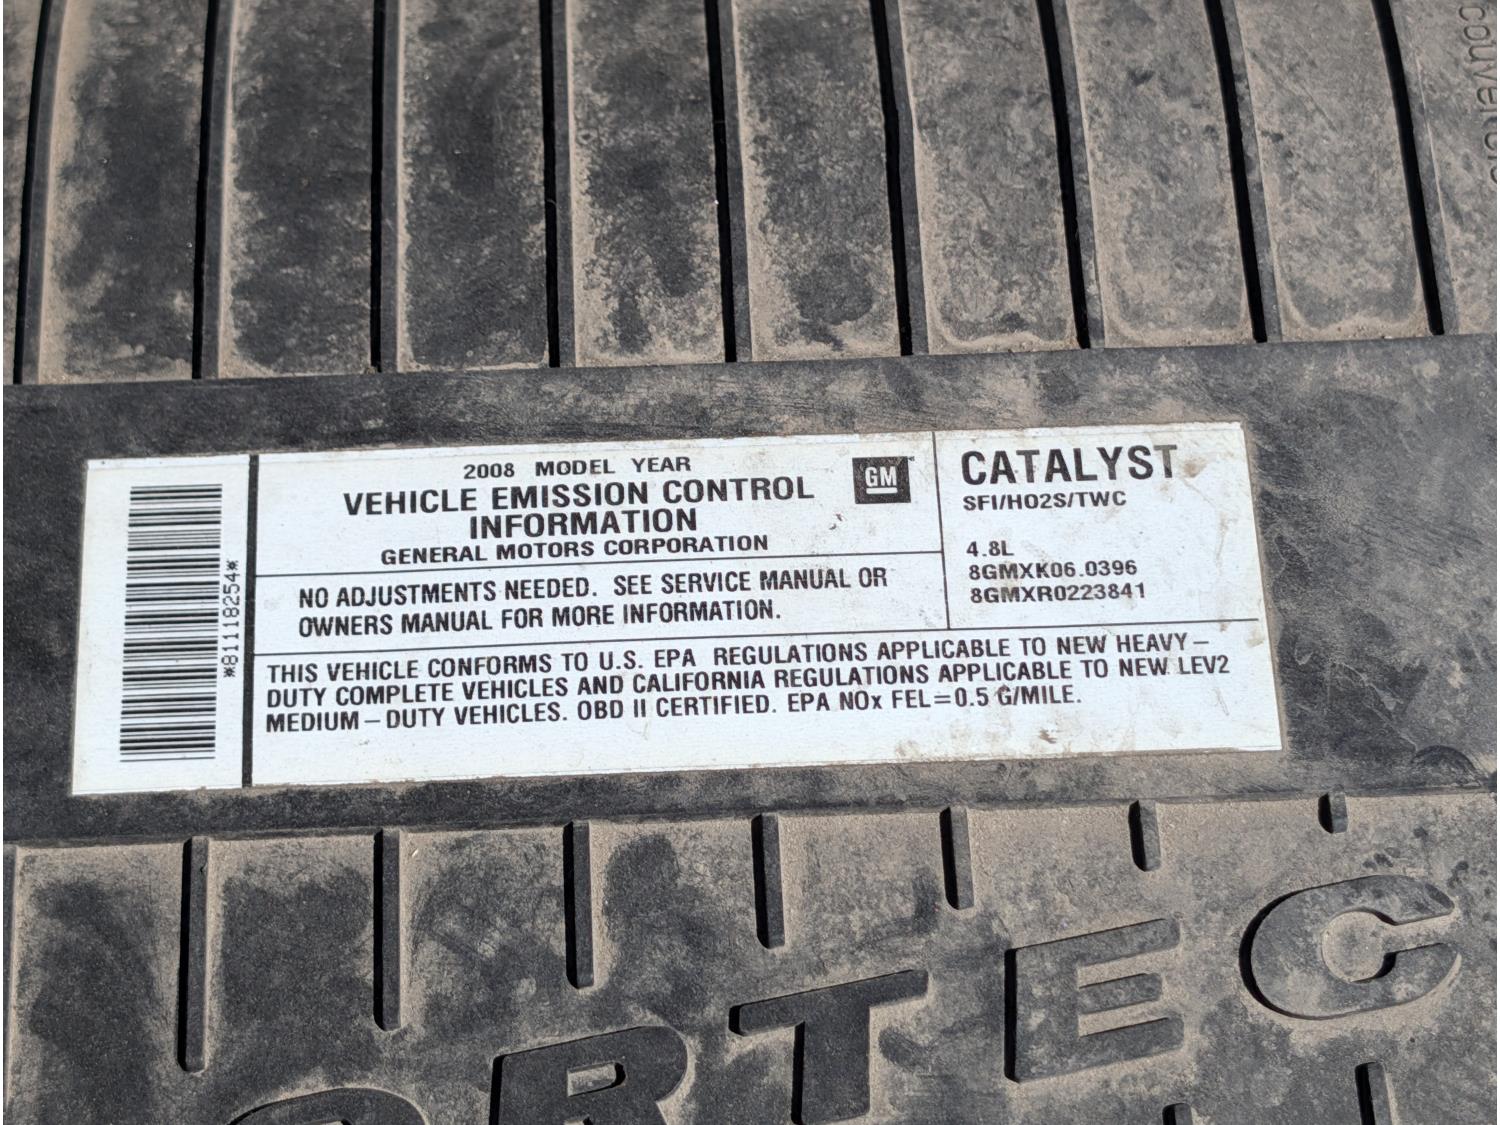 *81118254*
2008 MODEL YEAR
VEHICLE EMISSION CONTROL
INFORMATION
GENERAL MOTORS CORPORATION
GM
NO ADJUSTMENTS NEEDED. SEE SERVICE MANUAL OR
OWNERS MANUAL FOR MORE INFORMATION.
CATALYST
SFI/HO2S/TWC
4.8L
8GMXK06.0396
8GMXR0223841
THIS VEHICLE CONFORMS TO U.S. EPA REGULATIONS APPLICABLE TO NEW HEAVY–
DUTY COMPLETE VEHICLES AND CALIFORNIA REGULATIONS APPLICABLE TO NEW LEV2
MEDIUM–DUTY VEHICLES. OBD II CERTIFIED. EPA NOx FEL=0.5 G/MILE.
ORTEC